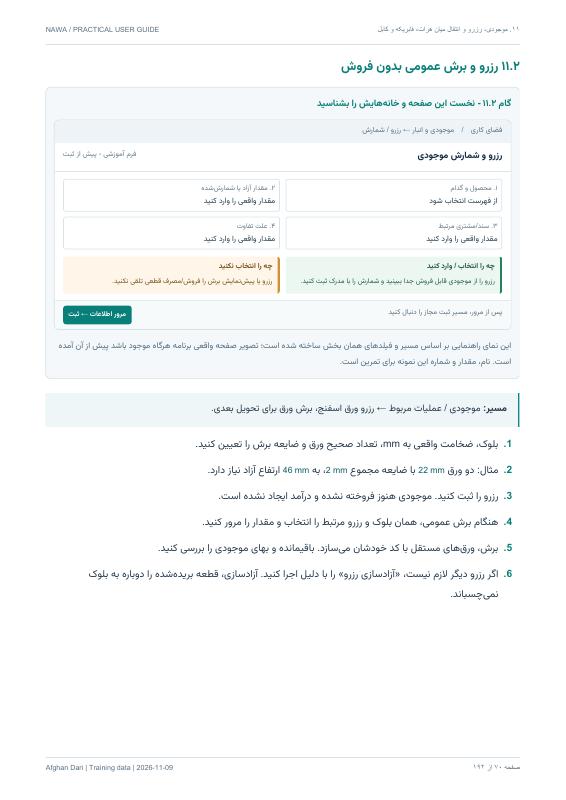 ۱۱. موجودی، رزرو و انتقال میان هرات، فابریکه و کابل
NAWA / PRACTICAL USER GUIDE
۱۱.۲ رزرو و برش عمومی بدون فروش
گام ۱۱.۲ - نخست این صفحه و خانه‌هایش را بشناسید
فضای کاری / موجودی و انبار ← رزرو / شمارش
رزرو و شمارش موجودی
فرم آموزشی - پیش از ثبت
۱. محصول و کُدام
از فهرست انتخاب شود
۲. مقدار آزاد یا شمارش‌شده
مقدار واقعی را وارد کنید
۳. سند/مشتری مرتبط
مقدار واقعی را وارد کنید
۴. علت تفاوت
مقدار واقعی را وارد کنید
چه را انتخاب / وارد کنید
رزرو را از موجودی قابل فروش جدا ببینید و شمارش را با مدرک ثبت کنید.
چه را انتخاب نکنید
رزرو یا پیش‌نمایش برش را فروش/مصرف قطعی تلقی نکنید.
پس از مرور، مسیر ثبت مجاز را دنبال کنید
مرور اطلاعات ← ثبت
این نمای راهنمایی بر اساس مسیر و فیلدهای همان بخش ساخته شده است؛ تصویر صفحه واقعی برنامه هرگاه موجود باشد پیش از آن آمده
است. نام، مقدار و شماره این نمونه برای تمرین است.
مسیر: موجودی / عملیات مربوط ← رزرو ورق اسفنج، برش ورق برای تحویل بعدی.
1. بلوک، ضخامت واقعی به mm، تعداد صحیح ورق و ضایعه برش را تعیین کنید.
2. مثال: دو ورق 22 mm با ضایعه مجموع 2 mm، به 46 mm ارتفاع آزاد نیاز دارد.
3. رزرو را ثبت کنید. موجودی هنوز فروخته نشده و درآمد ایجاد نشده است.
4. هنگام برش عمومی، همان بلوک و رزرو مرتبط را انتخاب و مقدار را مرور کنید.
5. برش، ورق‌های مستقل با کد خودشان می‌سازد. باقیمانده و بهای موجودی را بررسی کنید.
6. اگر رزرو دیگر لازم نیست، «آزادسازی رزرو» را با دلیل اجرا کنید. آزادسازی، قطعه بریده‌شده را دوباره به بلوک
نمی‌چسباند.
صفحه ۷۰ از ۱۹۲
Afghan Dari | Training data | 2026-11-09